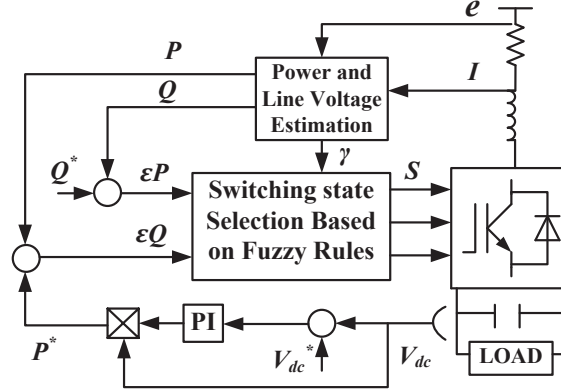 e
P
Power and
Line Voltage
Estimation
I
Q
γ
Q*
εP
Switching state
Selection Based
on Fuzzy Rules
S
εQ
P*
PI
Vdc*
Vdc
LOAD